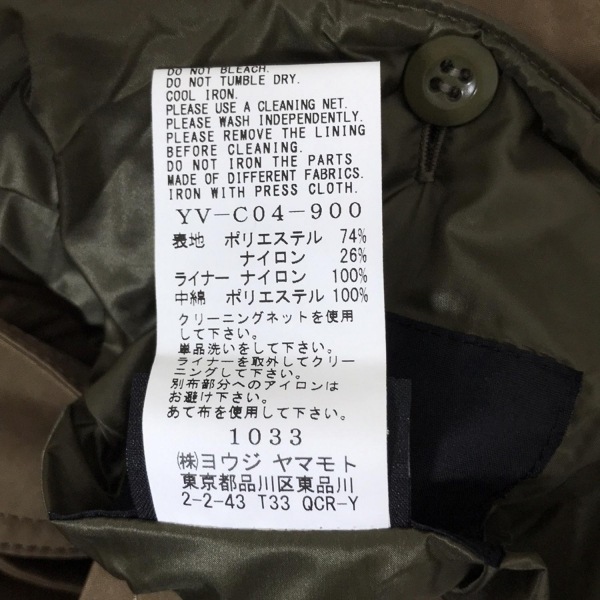 DO NOT BLEACH.
DO NOT TUMBLE DRY.
COOL IRON.
PLEASE USE A CLEANING NET.
PLEASE WASH INDEPENDENTLY.
PLEASE REMOVE THE LINING
BEFORE CLEANING.
DO NOT IRON THE PARTS
MADE OF DIFFERENT FABRICS.
IRON WITH PRESS CLOTH.
YV-C04-900
表地 ポリエステル 74%
ナイロン 26%
ライナー ナイロン 100%
中綿 ポリエステル 100%
クリーニングネットを使用
して下さい。
単品洗いをして下さい。
ライナーを取外してクリー
ニングして下さい。
別布部分へのアイロンは
お避け下さい。
あて布を使用して下さい。
1033
㈱ヨウジ ヤマモト
東京都品川区東品川
2-2-43 T33 QCR-Y